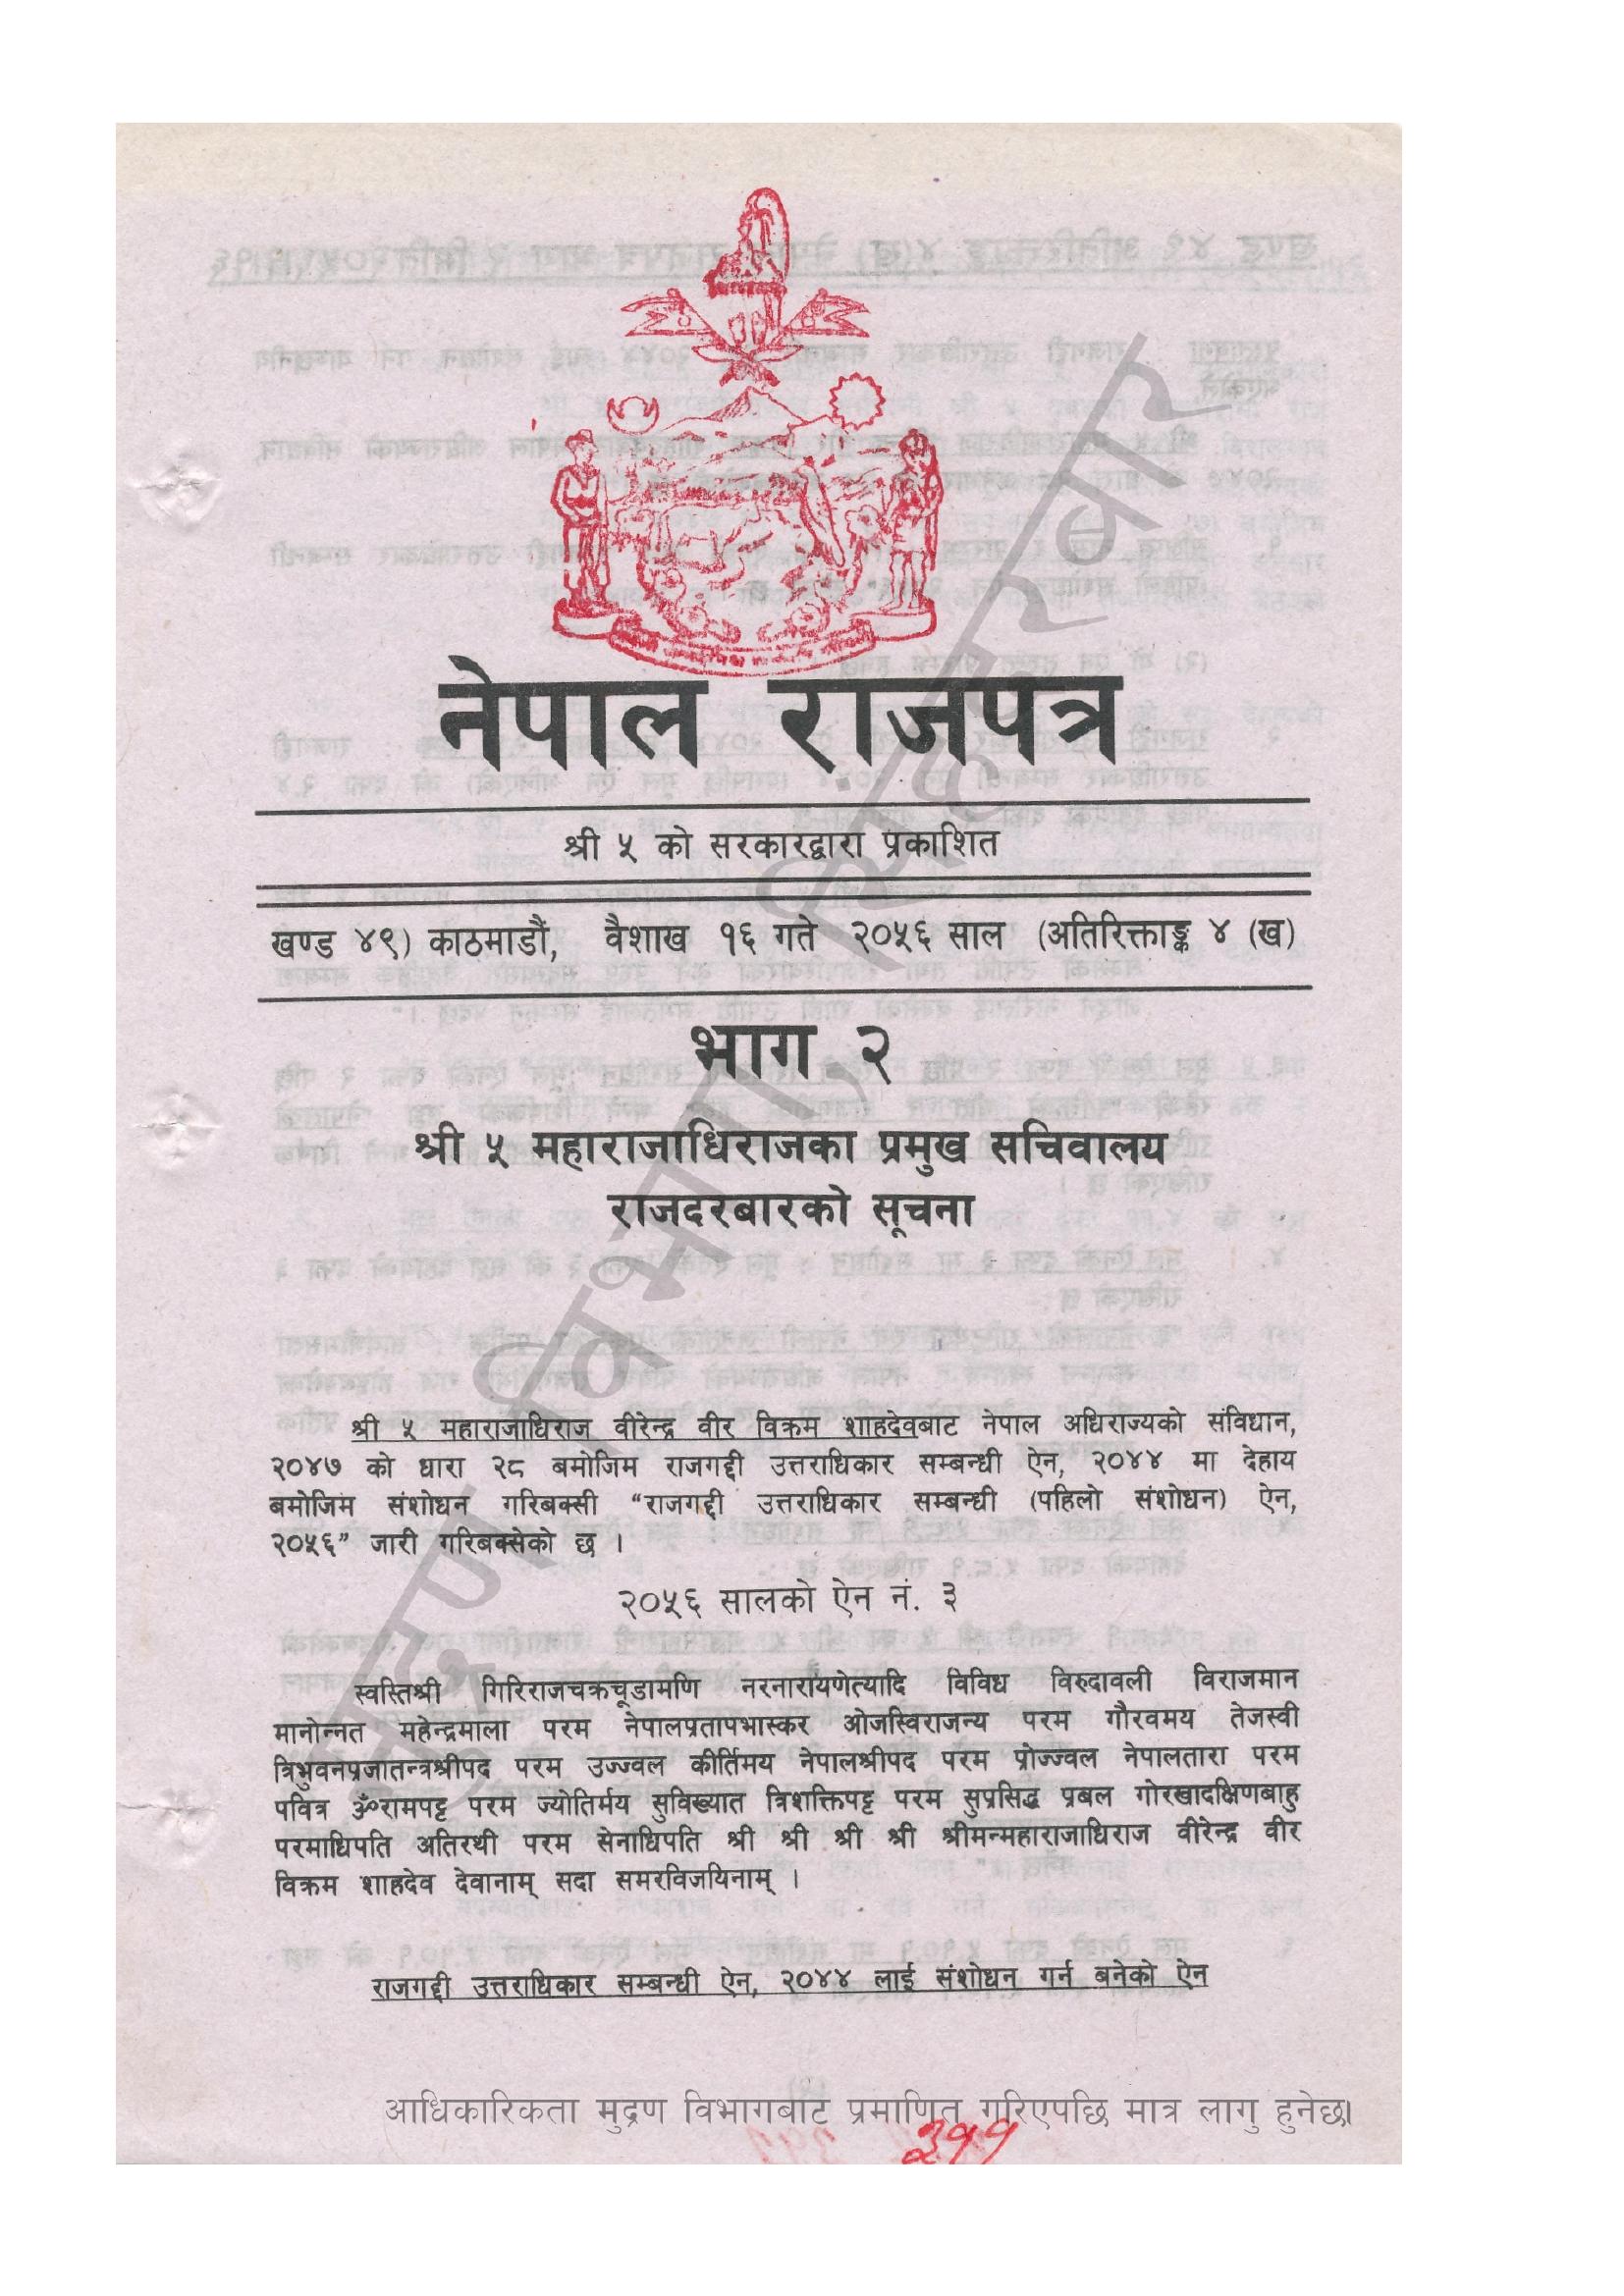 नेपाल राजपत्र
श्री ५ को सरकारद्वारा प्रकाशित
खण्ड ४९) काठमाडौं, वैशाख १६ गते २०५६ साल (अतिरिक्ताङ्क ४ (ख)
भाग २
श्री ५ महाराजाधिराजका प्रमुख सचिवालय
राजदरबारको सूचना
श्री ५ महाराजाधिराज वीरेन्द्र वीर विक्रम शाहदेवबाट नेपाल अधिराज्यको संविधान,
२०४७ को धारा २८ बमोजिम राजगद्दी उत्तराधिकार सम्बन्धी ऐन, २०४४ मा देहाय
बमोजिम संशोधन गरिबक्सी “राजगद्दी उत्तराधिकार सम्बन्धी (पहिलो संशोधन) ऐन,
२०५६” जारी गरिबक्सेको छ ।
२०५६ सालको ऐन नं. ३
स्वस्तिश्री गिरिराजचक्रचूडामणि नरनारायणेत्यादि विविध विरुदावली विराजमान
मानोन्नत महेन्द्रमाला परम नेपालप्रतापभास्कर ओजस्विराजन्य परम गौरवमय तेजस्वी
त्रिभुवनप्रजातन्त्रश्रीपद परम उज्ज्वल कीर्तिमय नेपालश्रीपद परम प्रोज्ज्वल नेपालतारा परम
पवित्र ॐरामपट्ट परम ज्योतिर्मय सुविख्यात त्रिशक्तिपट्ट परम सुप्रसिद्ध प्रबल गोरखादक्षिणबाहु
परमाधिपति अतिरथी परम सेनाधिपति श्री श्री श्री श्री श्रीमन्महाराजाधिराज वीरेन्द्र वीर
विक्रम शाहदेव देवानाम् सदा समरविजयिनाम् ।
राजगद्दी उत्तराधिकार सम्बन्धी ऐन, २०४४ लाई संशोधन गर्न बनेको ऐन
मुद्रण विभाग, सिंहदरबार
आधिकारिकता मुद्रण विभागबाट प्रमाणित गरिएपछि मात्र लागु हुनेछ।
३११